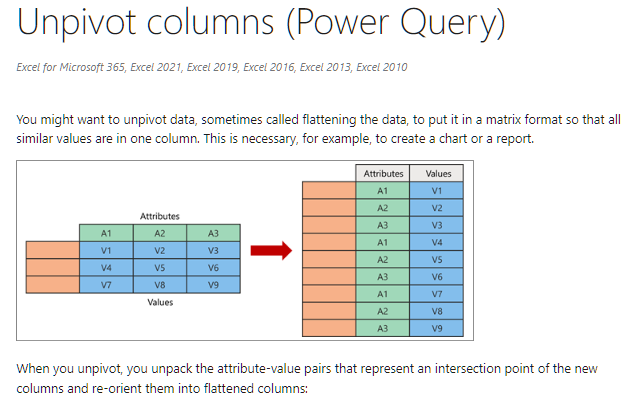 Unpivot columns (Power Query)
Excel for Microsoft 365, Excel 2021, Excel 2019, Excel 2016, Excel 2013, Excel 2010
You might want to unpivot data, sometimes called flattening the data, to put it in a matrix format so that all
similar values are in one column. This is necessary, for example, to create a chart or a report.
Attributes
A1 A2 A3
V1 V2 V3
V4 V5 V6
V7 V8 V9
Values
Attributes Values
A1 V1
A2 V2
A3 V3
A1 V4
A2 V5
A3 V6
A1 V7
A2 V8
A3 V9
When you unpivot, you unpack the attribute-value pairs that represent an intersection point of the new
columns and re-orient them into flattened columns: